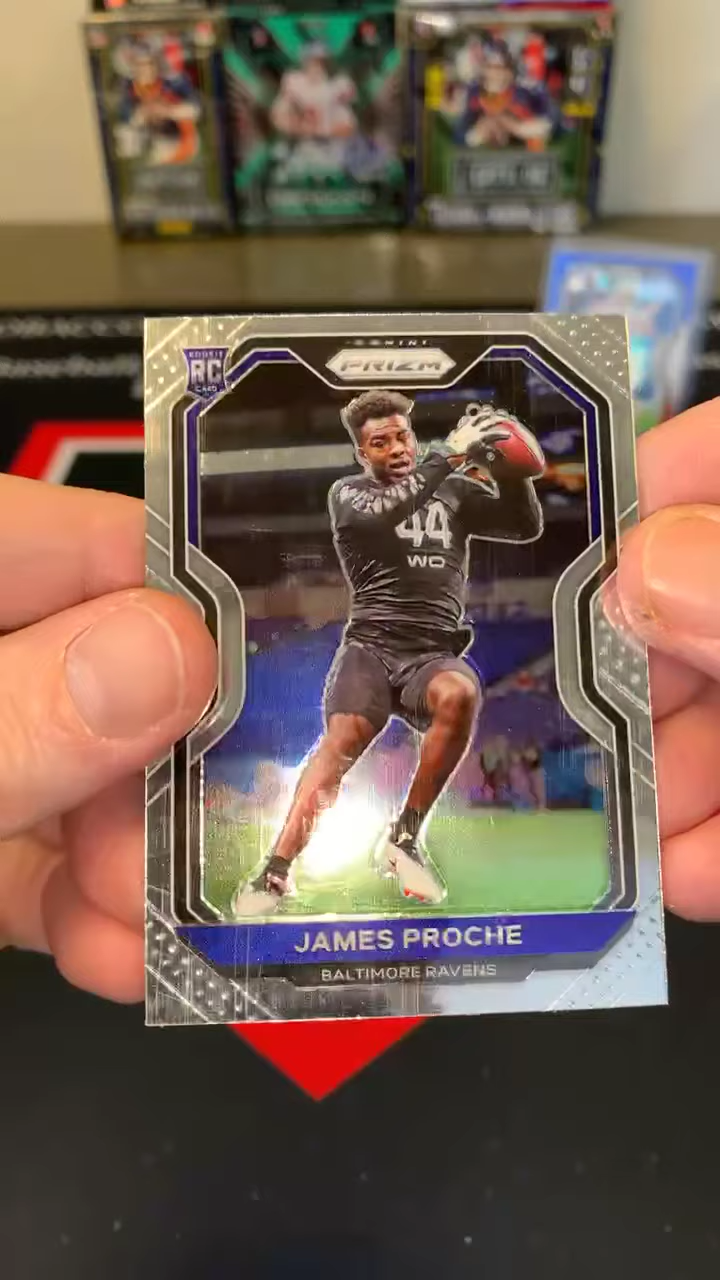 ROOKIE
RC
CARD
PANINI
PRIZM
44
WO
JAMES PROCHE
BALTIMORE RAVENS